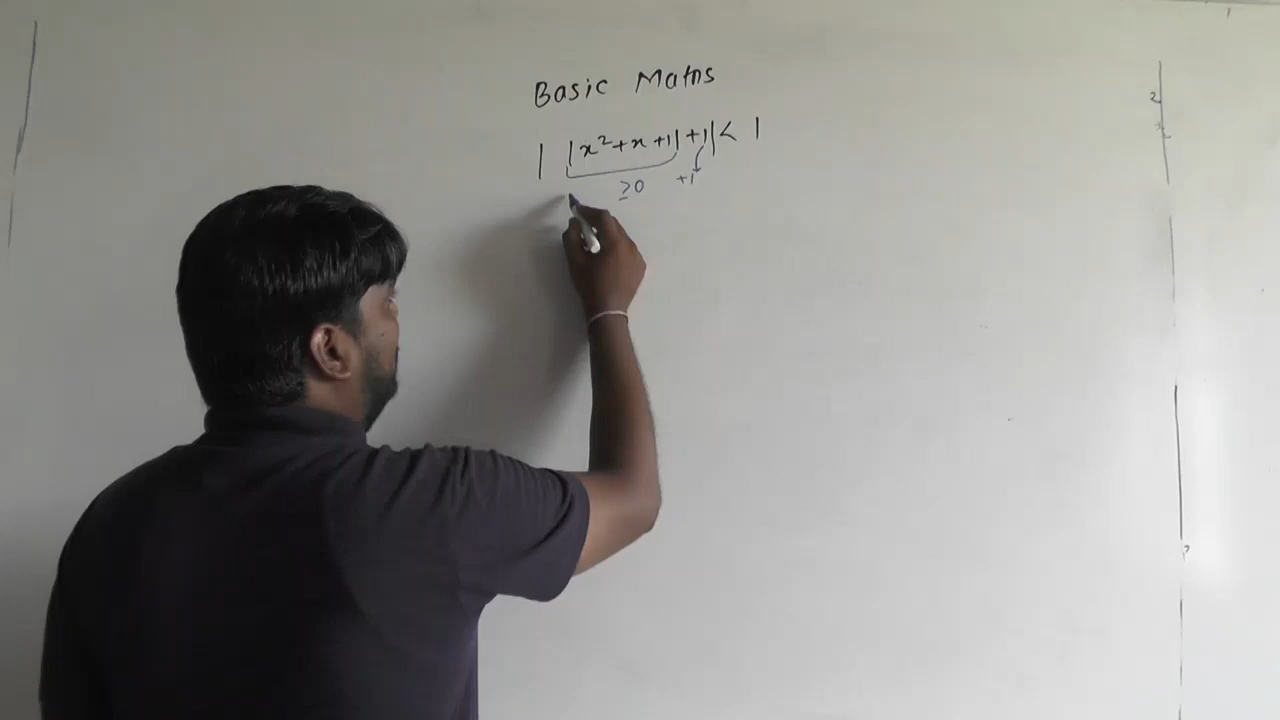 Basic Maths
| |x²+x+1|+1| < 1
≥0 +1